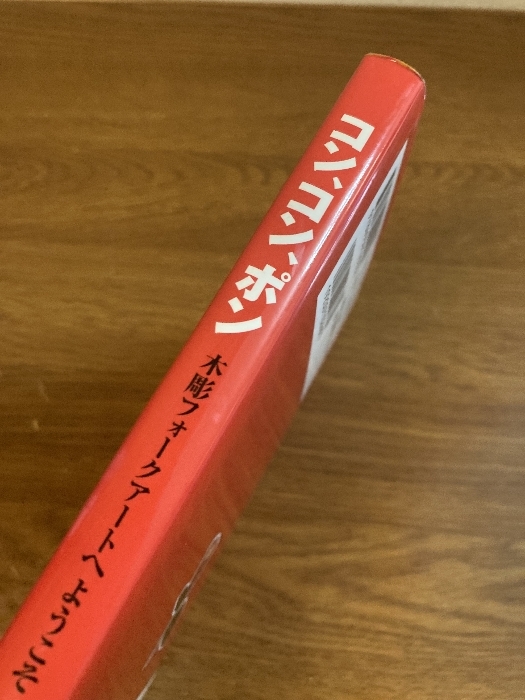 コン、コン、ポン
木彫フォークアートへ ようこそ